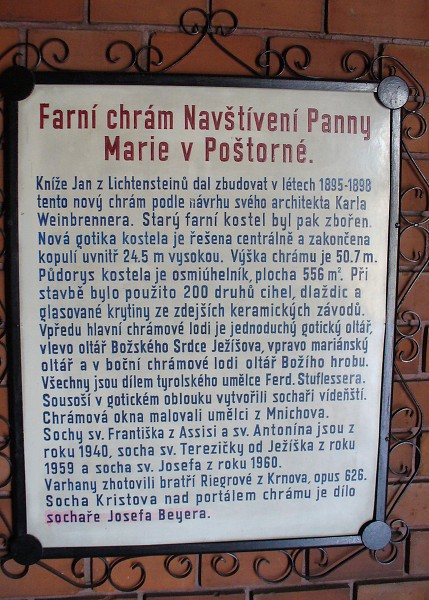 Farní chrám Navštívení Panny
Marie v Poštorné.
Kníže Jan z Lichtensteinů dal zbudovat v létech 1895-1898
tento nový chrám podle návrhu svého architekta Karla
Weinbrennera. Starý farní kostel byl pak zbořen.
Nová gotika kostela je řešena centrálně a zakončena
kopulí uvnitř 24.5 m vysokou. Výška chrámu je 50.7 m.
Půdorys kostela je osmiúhelník, plocha 556 m². Při
stavbě bylo použito 200 druhů cihel, dlaždic a
glasované krytiny ze zdejších keramických závodů.
Vpředu hlavní chrámové lodi je jednoduchý gotický oltář,
vlevo oltář Božského Srdce Ježíšova, vpravo mariánský
oltář a v boční chrámové lodi oltář Božího hrobu.
Všechny jsou dílem tyrolského umělce Ferd. Stuflessera.
Sousoší v gotickém oblouku vytvořili sochaři vídeňští.
Chrámová okna malovali umělci z Mnichova.
Sochy sv. Františka z Assisi a sv. Antonína jsou z
roku 1940, socha sv. Terezičky od Ježíška z roku
1959 a socha sv. Josefa z roku 1960.
Varhany zhotovili bratří Riegrové z Krnova, opus 626.
Socha Kristova nad portálem chrámu je dílo
sochaře Josefa Beyera.